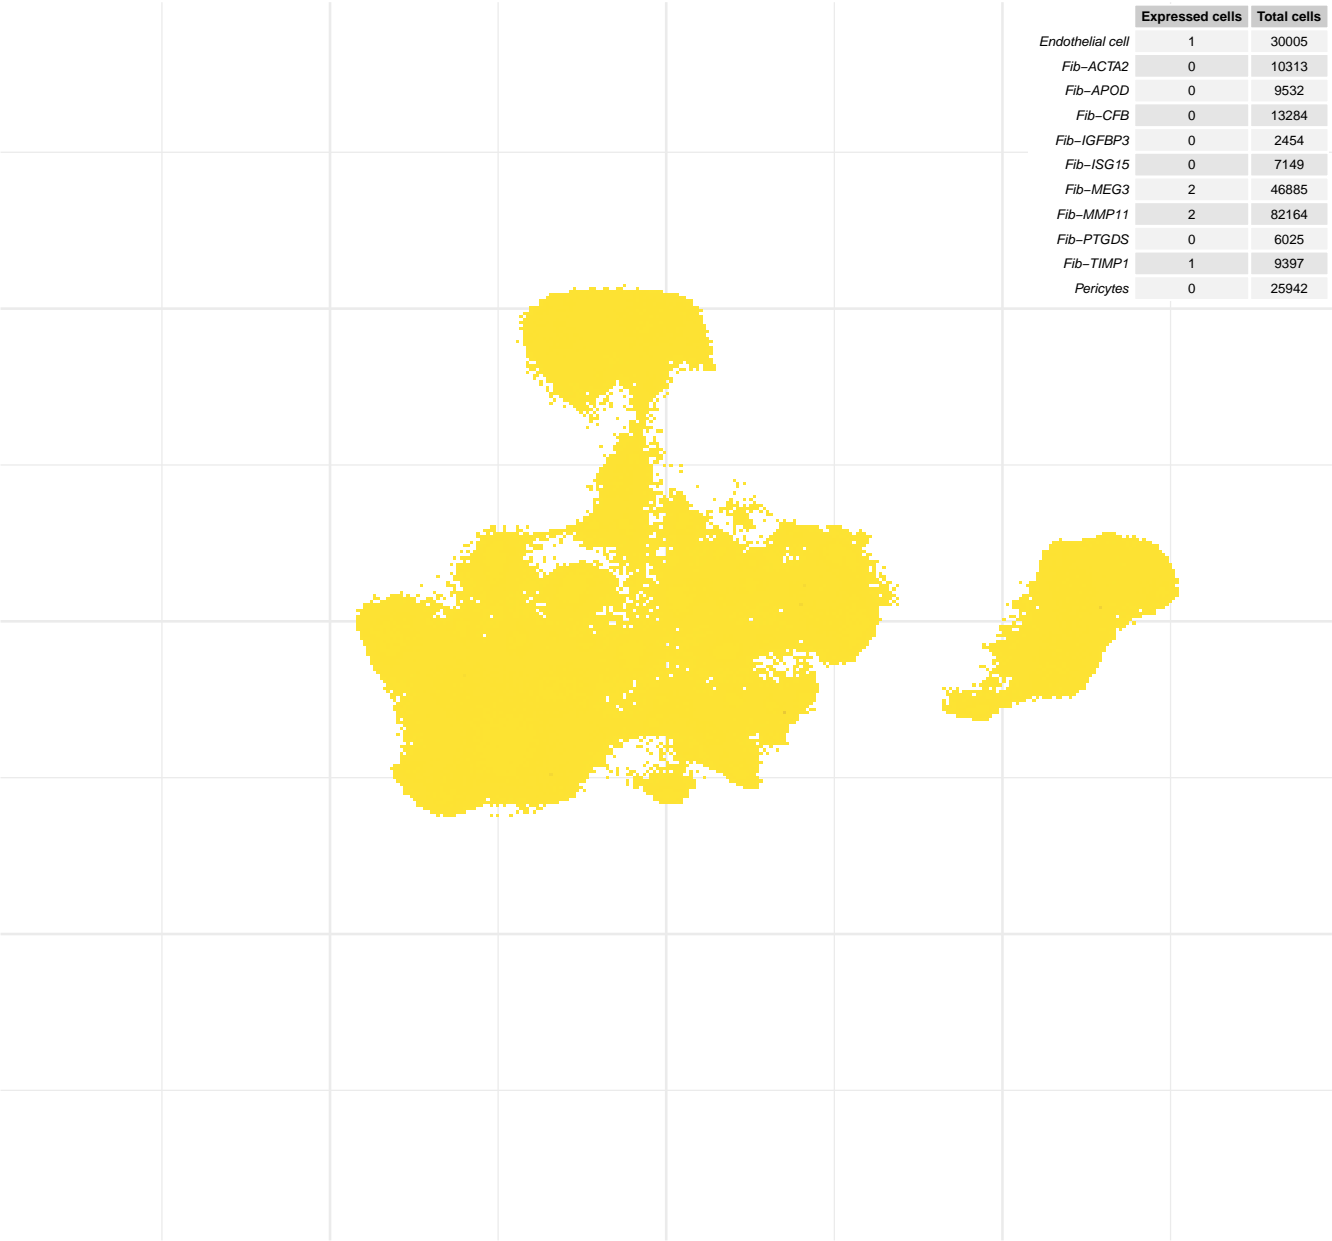 Expressed cells Total cells
Endothelial cell 1 30005
Fib−ACTA2 0 10313
Fib−APOD 0 9532
Fib−CFB 0 13284
Fib−IGFBP3 0 2454
Fib−ISG15 0 7149
Fib−MEG3 2 46885
Fib−MMP11 2 82164
Fib−PTGDS 0 6025
Fib−TIMP1 1 9397
Pericytes 0 25942